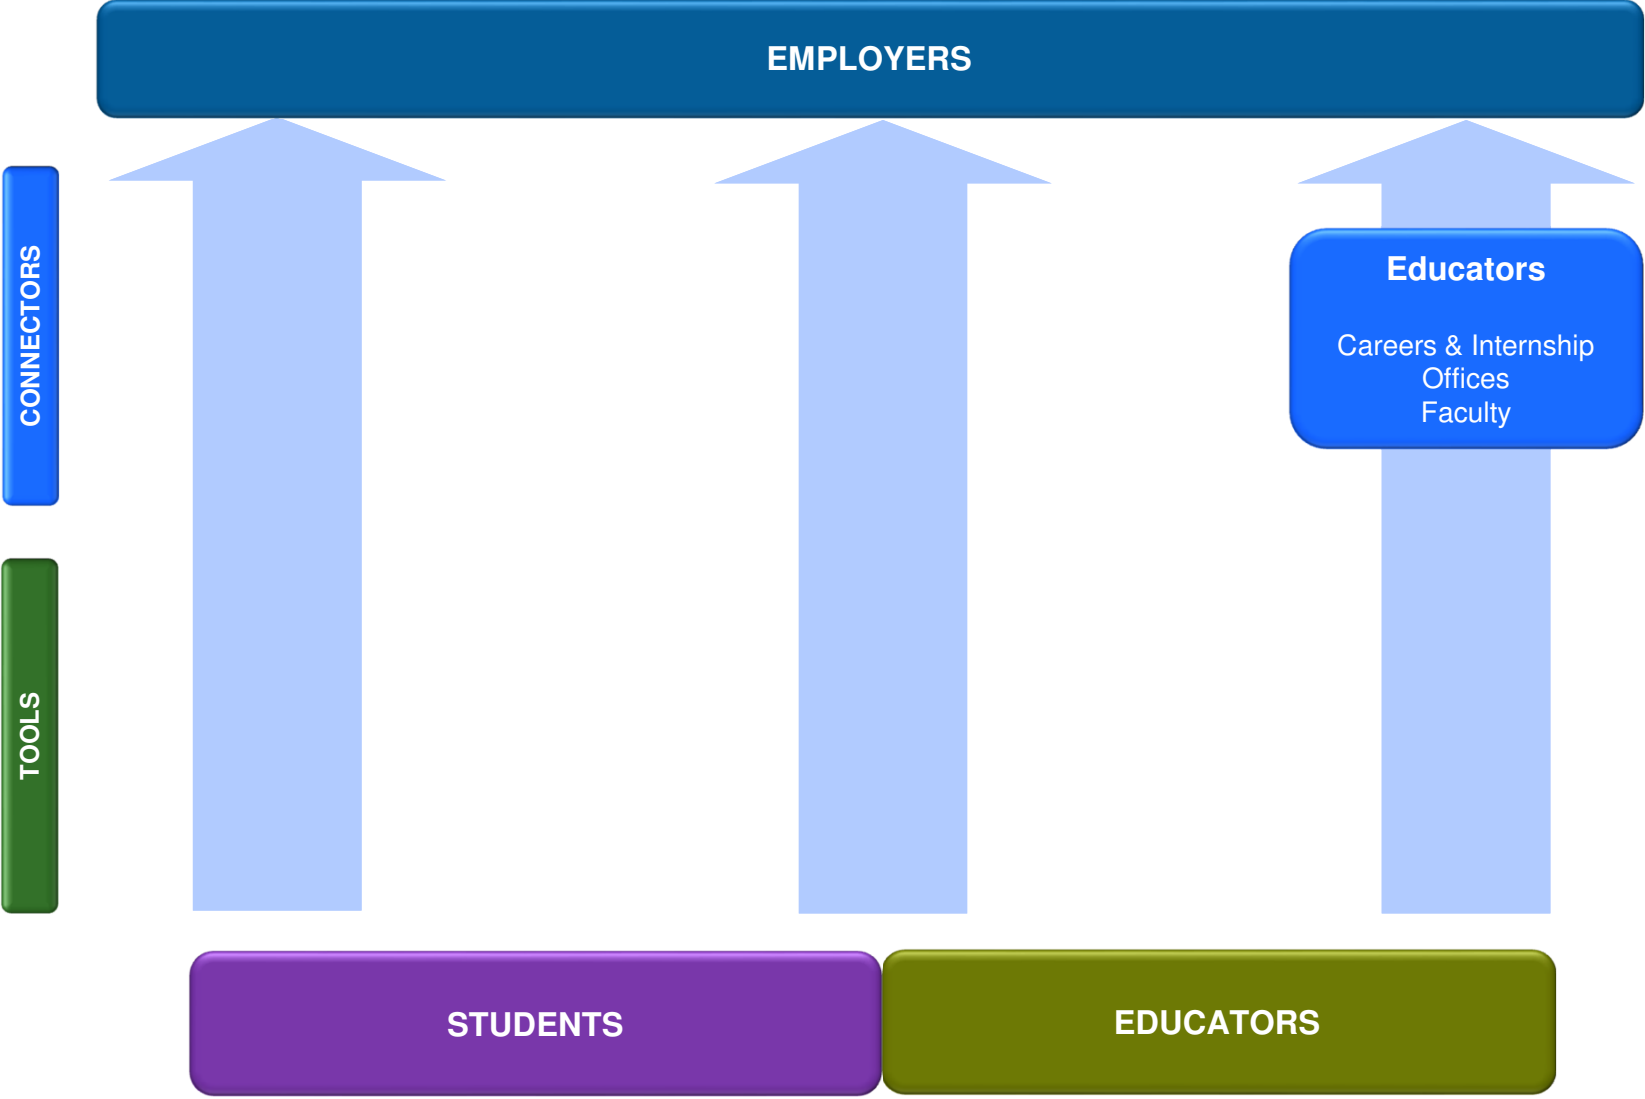 EMPLOYERS
CONNECTORS
Educators
Careers & Internship
Offices
Faculty
TOOLS
STUDENTS
EDUCATORS